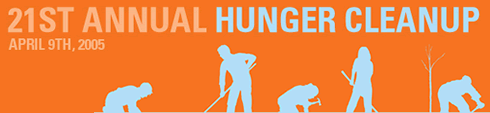 21ST ANNUAL HUNGER CLEANUP
APRIL 9TH, 2005